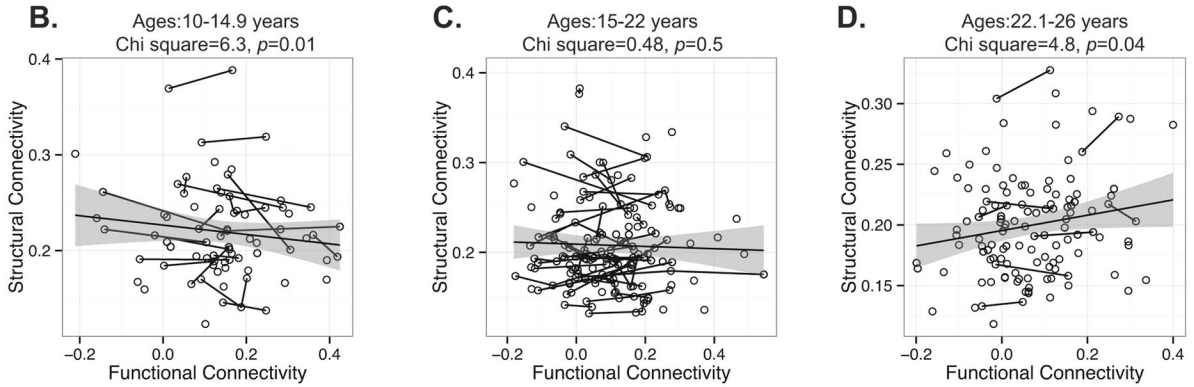 B.
Ages:10-14.9 years
Chi square=6.3, p=0.01
Structural Connectivity
0.4
0.3
0.2
−0.2
0.0
0.2
0.4
Functional Connectivity
C.
Ages:15-22 years
Chi square=0.48, p=0.5
Structural Connectivity
0.4
0.3
0.2
−0.2
0.0
0.2
0.4
Functional Connectivity
D.
Ages:22.1-26 years
Chi square=4.8, p=0.04
Structural Connectivity
0.30
0.25
0.20
0.15
−0.2
0.0
0.2
0.4
Functional Connectivity